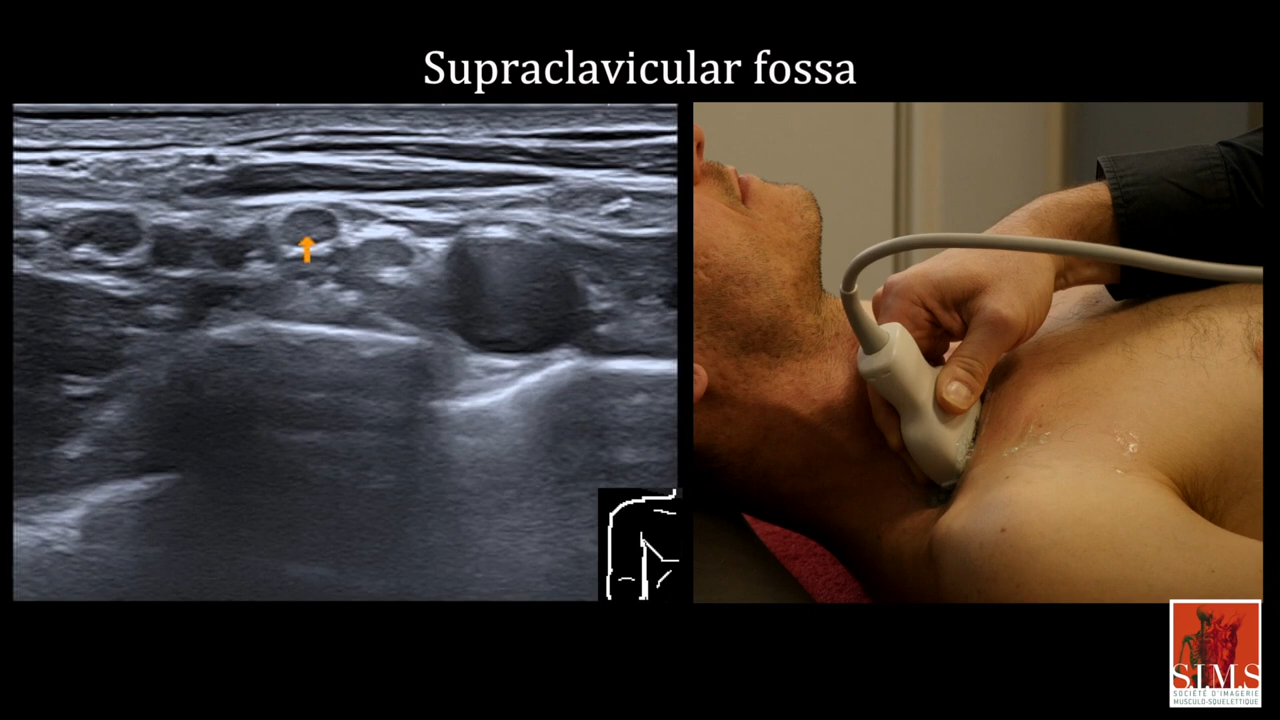 Supraclavicular fossa
S.I.M.S
SOCIÉTÉ D'IMAGERIE
MUSCULO-SQUELETTIQUE